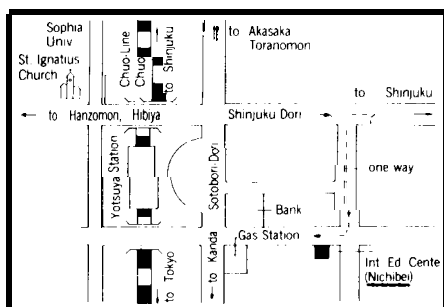 Sophia
Univ
St. Ignatius
Church
Chuo-Line
Chuo
to Shinjuku
to Akasaka
Toranomon
to Shinjuku
to Hanzomon, Hibiya
Shinjuku Dori
Yotsuya Station
Sotobori-Dori
one way
Bank
Gas Station
to Tokyo
to Kanda
Int Ed Cente
(Nichibei)